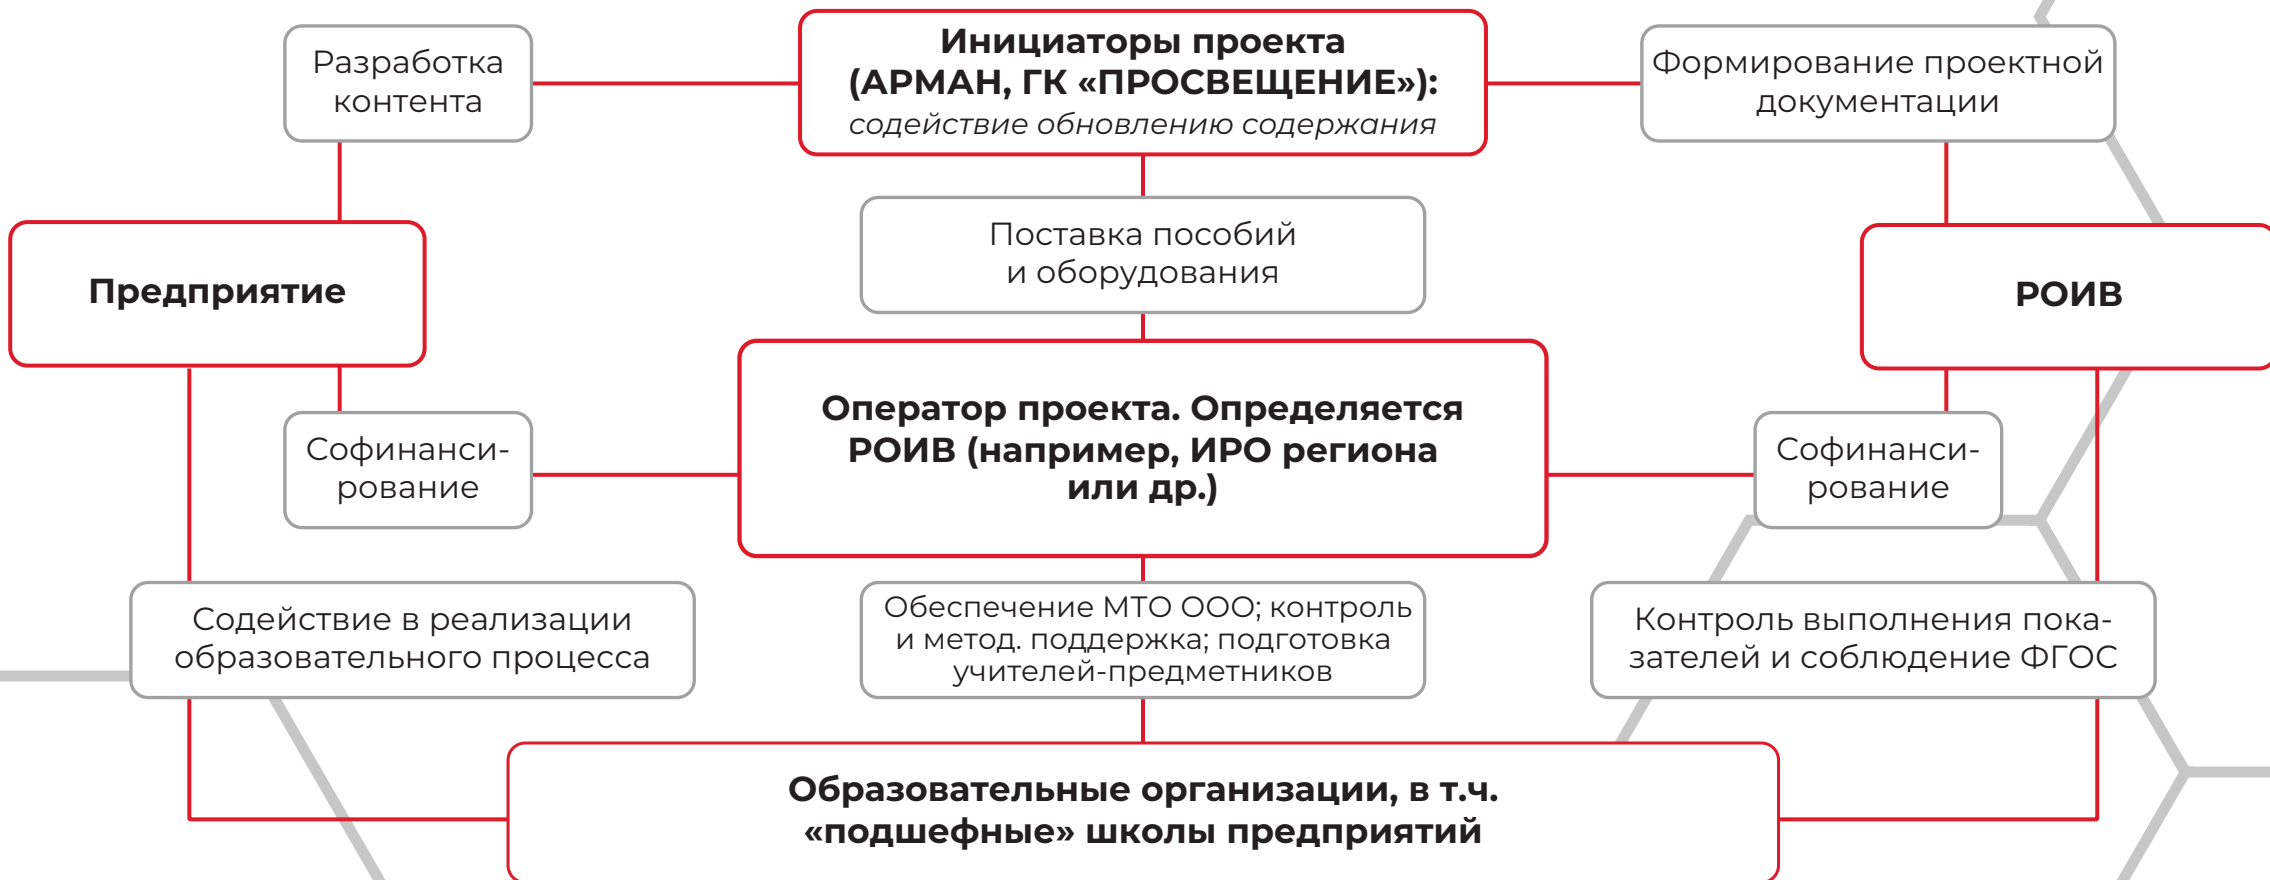 Разработка
контента
Инициаторы проекта
(АРМАН, ГК «ПРОСВЕЩЕНИЕ»):
содействие обновлению содержания
Формирование проектной
документации
Предприятие
Поставка пособий
и оборудования
РОИВ
Софинанси-
рование
Оператор проекта. Определяется
РОИВ (например, ИРО региона
или др.)
Софинанси-
рование
Содействие в реализации
образовательного процесса
Обеспечение МТО ООО; контроль
и метод. поддержка; подготовка
учителей-предметников
Контроль выполнения пока-
зателей и соблюдение ФГОС
Образовательные организации, в т.ч.
«подшефные» школы предприятий